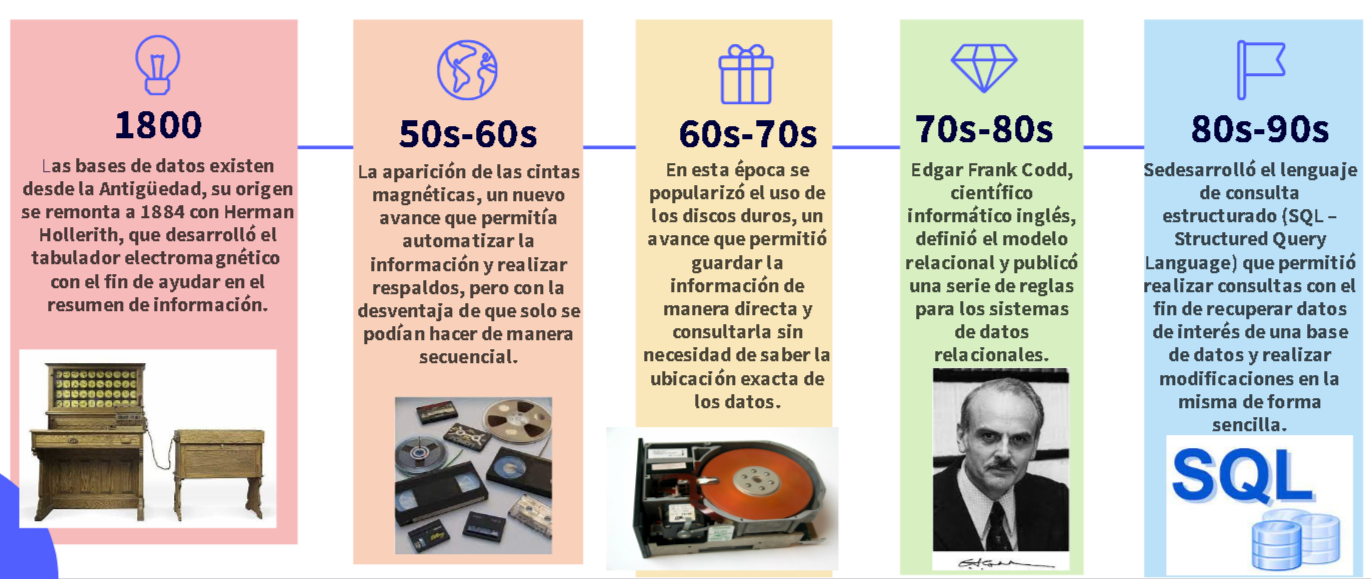 1800
Las bases de datos existen
desde la Antigüedad, su origen
se remonta a 1884 con Herman
Hollerith, que desarrolló el
tabulador electromagnético
con el fin de ayudar en el
resumen de información.
50s-60s
La aparición de las cintas
magnéticas, un nuevo
avance que permitía
automatizar la
información y realizar
respaldos, pero con la
desventaja de que solo se
podían hacer de manera
secuencial.
60s-70s
En esta época se
popularizó el uso de
los discos duros, un
avance que permitió
guardar la
información de
manera directa y
consultarla sin
necesidad de saber la
ubicación exacta de
los datos.
70s-80s
Edgar Frank Codd,
científico
informático inglés,
definió el modelo
relacional y publicó
una serie de reglas
para los sistemas
de datos
relacionales.
80s-90s
Sedesarrolló el lenguaje
de consulta
estructurado (SQL –
Structured Query
Language) que permitió
realizar consultas con el
fin de recuperar datos
de interés de una base
de datos y realizar
modificaciones en la
misma de forma
sencilla.
SQL